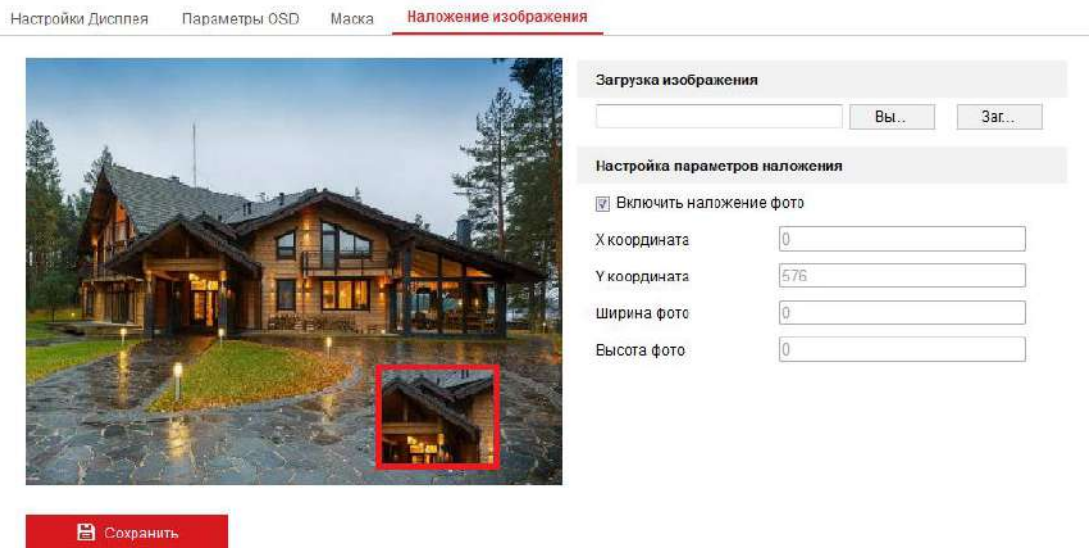 Настройки Дисплея Параметры OSD Маска Наложение изображения
Загрузка изображения
Вы.. Заг...
Настройка параметров наложения
Включить наложение фото
X координата 0
Y координата 576
Ширина фото 0
Высота фото 0
Сохранить